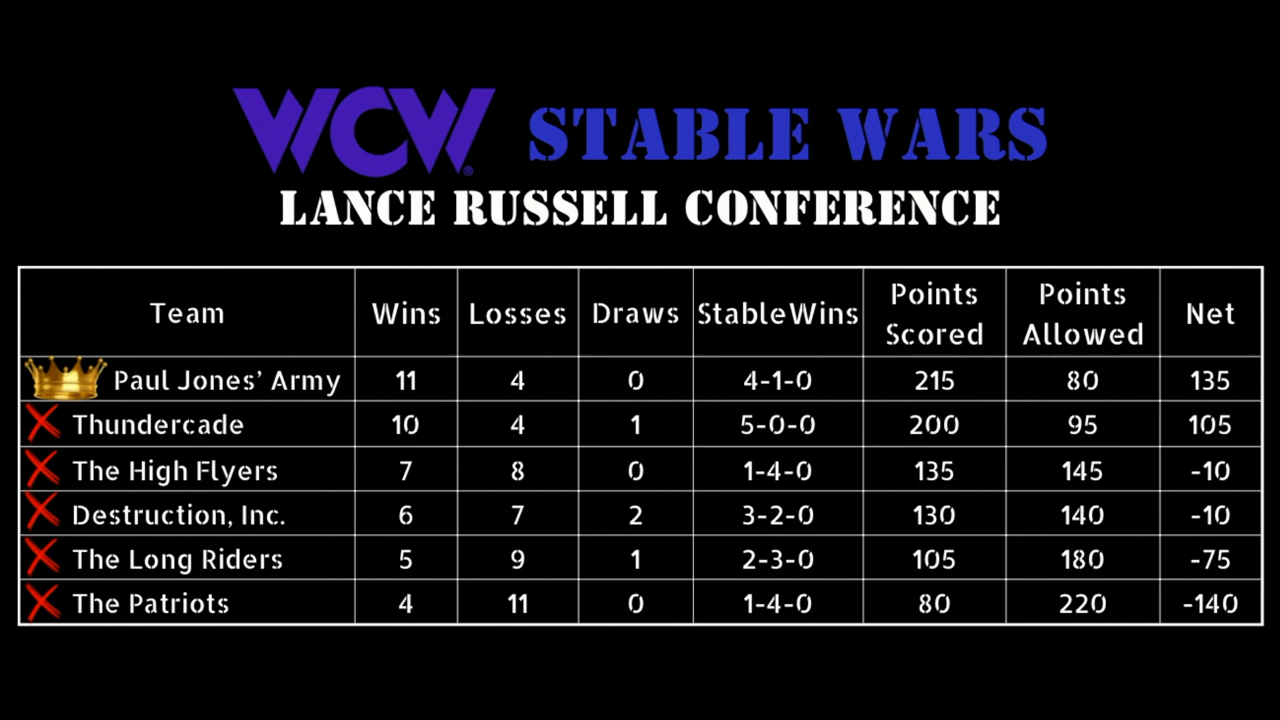 WCW® STABLE WARS
LANCE RUSSELL CONFERENCE
Team Wins Losses Draws StableWins Points Scored Points Allowed Net
Paul Jones’ Army 11 4 0 4-1-0 215 80 135
Thundercade 10 4 1 5-0-0 200 95 105
The High Flyers 7 8 0 1-4-0 135 145 -10
Destruction, Inc. 6 7 2 3-2-0 130 140 -10
The Long Riders 5 9 1 2-3-0 105 180 -75
The Patriots 4 11 0 1-4-0 80 220 -140